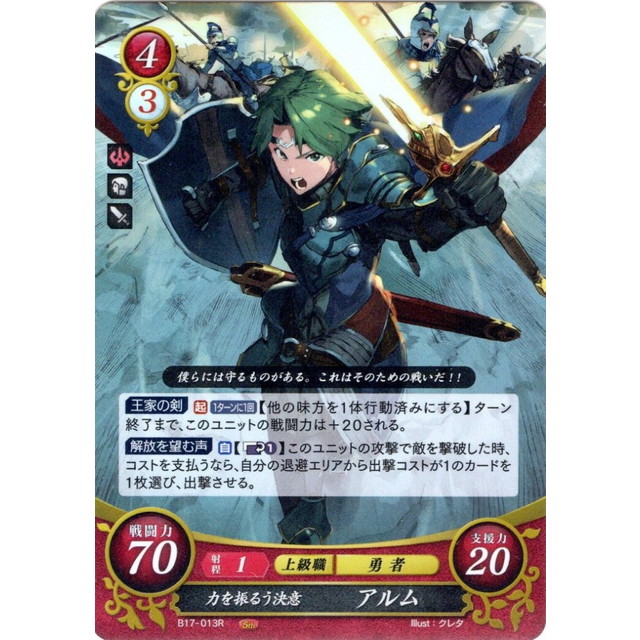 4
3
僕らには守るものがある。これはそのための戦いだ!!
王家の剣 起 1ターンに1回【他の味方を1体行動済みにする】ターン
終了まで、このユニットの戦闘力は+20される。
解放を望む声 自【1】このユニットの攻撃で敵を撃破した時、
コストを支払うなら、自分の退避エリアから出撃コストが1のカードを
1枚選び、出撃させる。
戦闘力
70
射程 1
上級職
勇者
支援力
20
力を振るう決意 アルム
B17-013R
Illust:クレタ